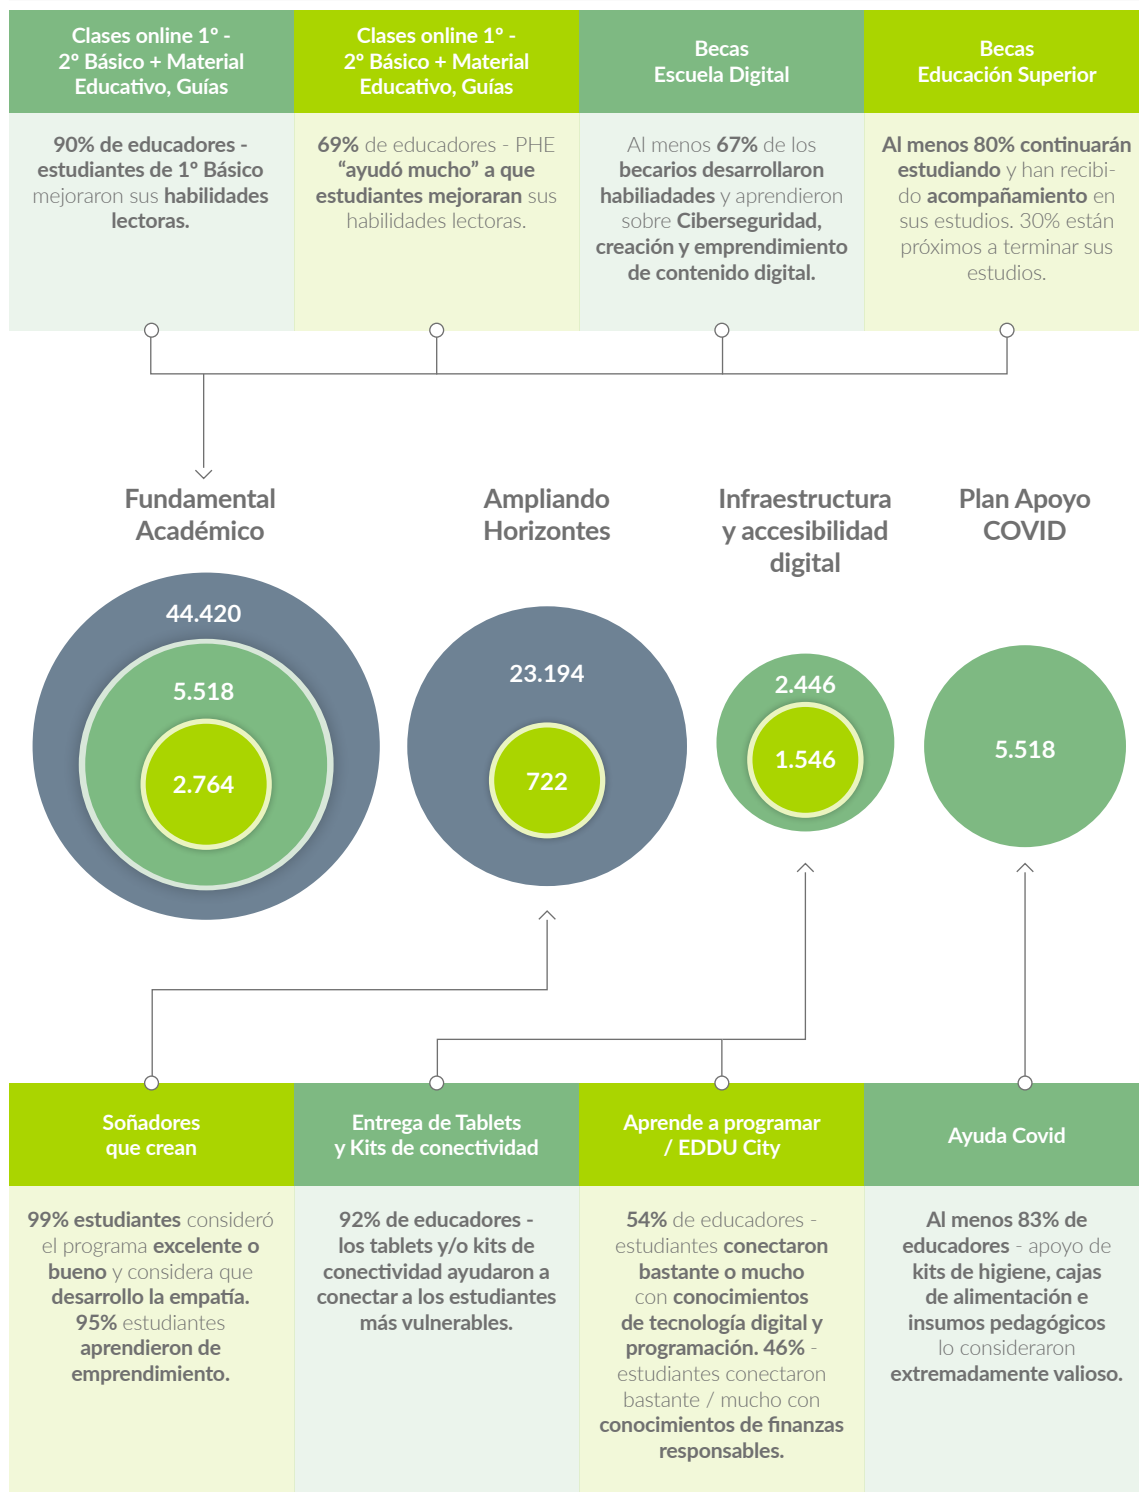 Clases online 1º -
2º Básico + Material
Educativo, Guías
90% de educadores -
estudiantes de 1º Básico
mejoraron sus habilidades
lectoras.
Clases online 1º -
2º Básico + Material
Educativo, Guías
69% de educadores - PHE
“ayudó mucho” a que
estudiantes mejoraran sus
habilidades lectoras.
Becas
Escuela Digital
Al menos 67% de los
becarios desarrollaron
habiliadades y aprendieron
sobre Ciberseguridad,
creación y emprendimiento
de contenido digital.
Becas
Educación Superior
Al menos 80% continuarán
estudiando y han recibi-
do acompañamiento en
sus estudios. 30% están
próximos a terminar sus
estudios.
Fundamental
Académico
44.420
5.518
2.764
Ampliando
Horizontes
23.194
722
Infraestructura
y accesibilidad
digital
2.446
1.546
Plan Apoyo
COVID
5.518
Soñadores
que crean
99% estudiantes consideró
el programa excelente o
bueno y considera que
desarrollo la empatía.
95% estudiantes
aprendieron de
emprendimiento.
Entrega de Tablets
y Kits de conectividad
92% de educadores -
los tablets y/o kits de
conectividad ayudaron a
conectar a los estudiantes
más vulnerables.
Aprende a programar
/ EDDU City
54% de educadores -
estudiantes conectaron
bastante o mucho
con conocimientos
de tecnología digital y
programación. 46% -
estudiantes conectaron
bastante / mucho con
conocimientos de finanzas
responsables.
Ayuda Covid
Al menos 83% de
educadores - apoyo de
kits de higiene, cajas
de alimentación e
insumos pedagógicos
lo consideraron
extremadamente valioso.